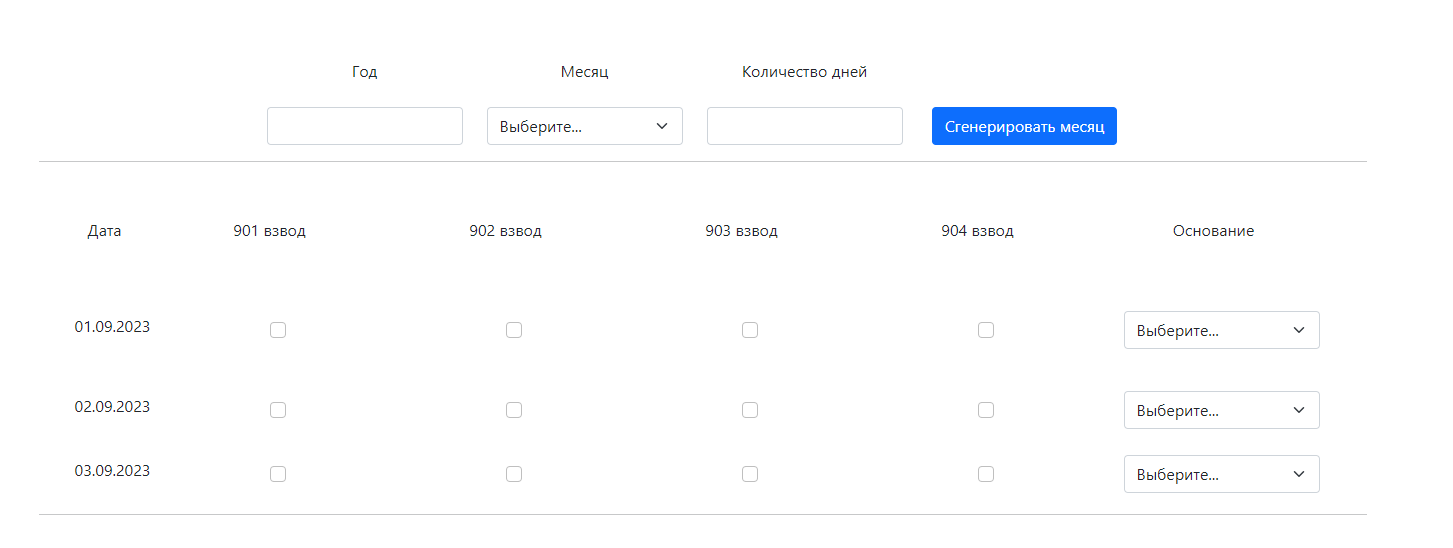 Год Месяц Количество дней
Выберите... Сгенерировать месяц
Дата 901 взвод 902 взвод 903 взвод 904 взвод Основание
01.09.2023 Выберите...
02.09.2023 Выберите...
03.09.2023 Выберите...